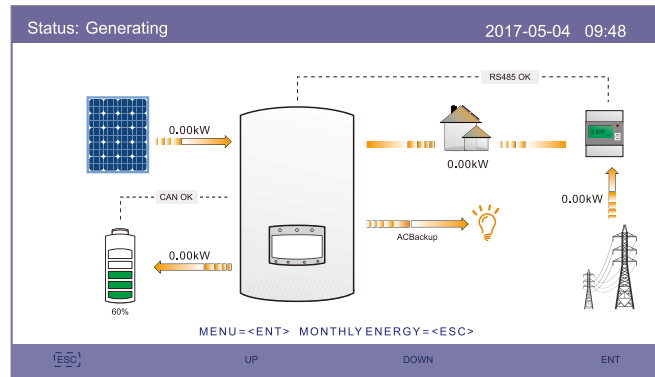 Status: Generating
2017-05-04 09:48
RS485 OK
0.00kW
0.00kW
CAN OK
0.00kW
0.00kW
ACBackup
60%
MENU=<ENT> MONTHLY ENERGY=<ESC>
ESC
UP
DOWN
ENT